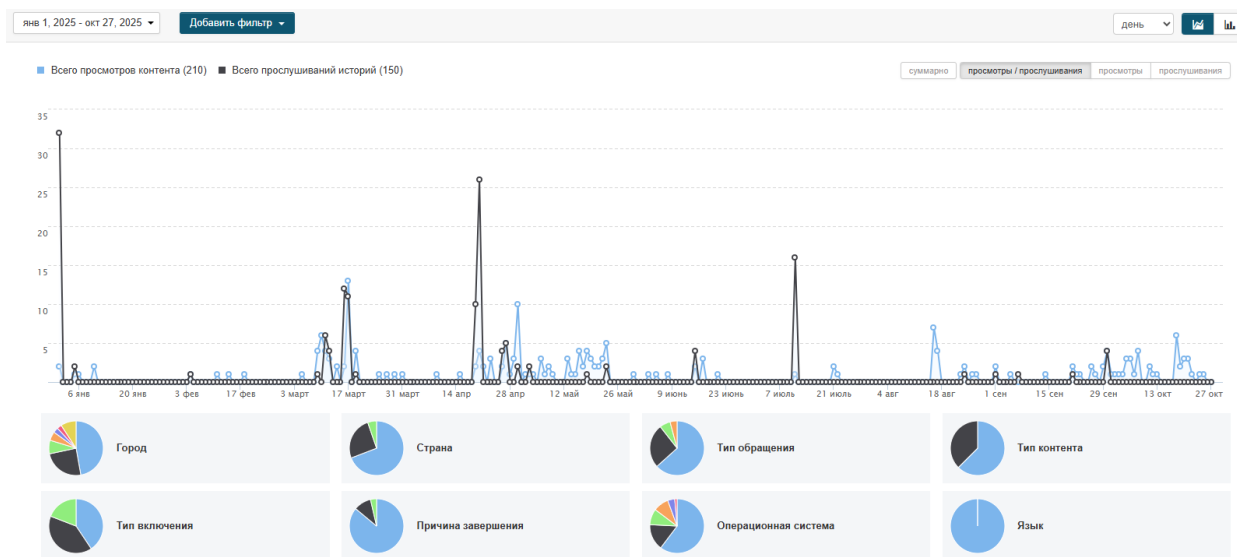 янв 1, 2025 - окт 27, 2025 Добавить фильтр день
Всего просмотров контента (210) Всего прослушиваний историй (150) суммарно просмотры / прослушивания просмотры прослушивания
35
30
25
20
15
10
5
6 янв 20 янв 3 фев 17 фев 3 март 17 март 31 март 14 апр 28 апр 12 май 26 май 9 июнь 23 июнь 7 июль 21 июль 4 авг 18 авг 1 сен 15 сен 29 сен 13 окт 27 окт
Город Страна Тип обращения Тип контента
Тип включения Причина завершения Операционная система Язык